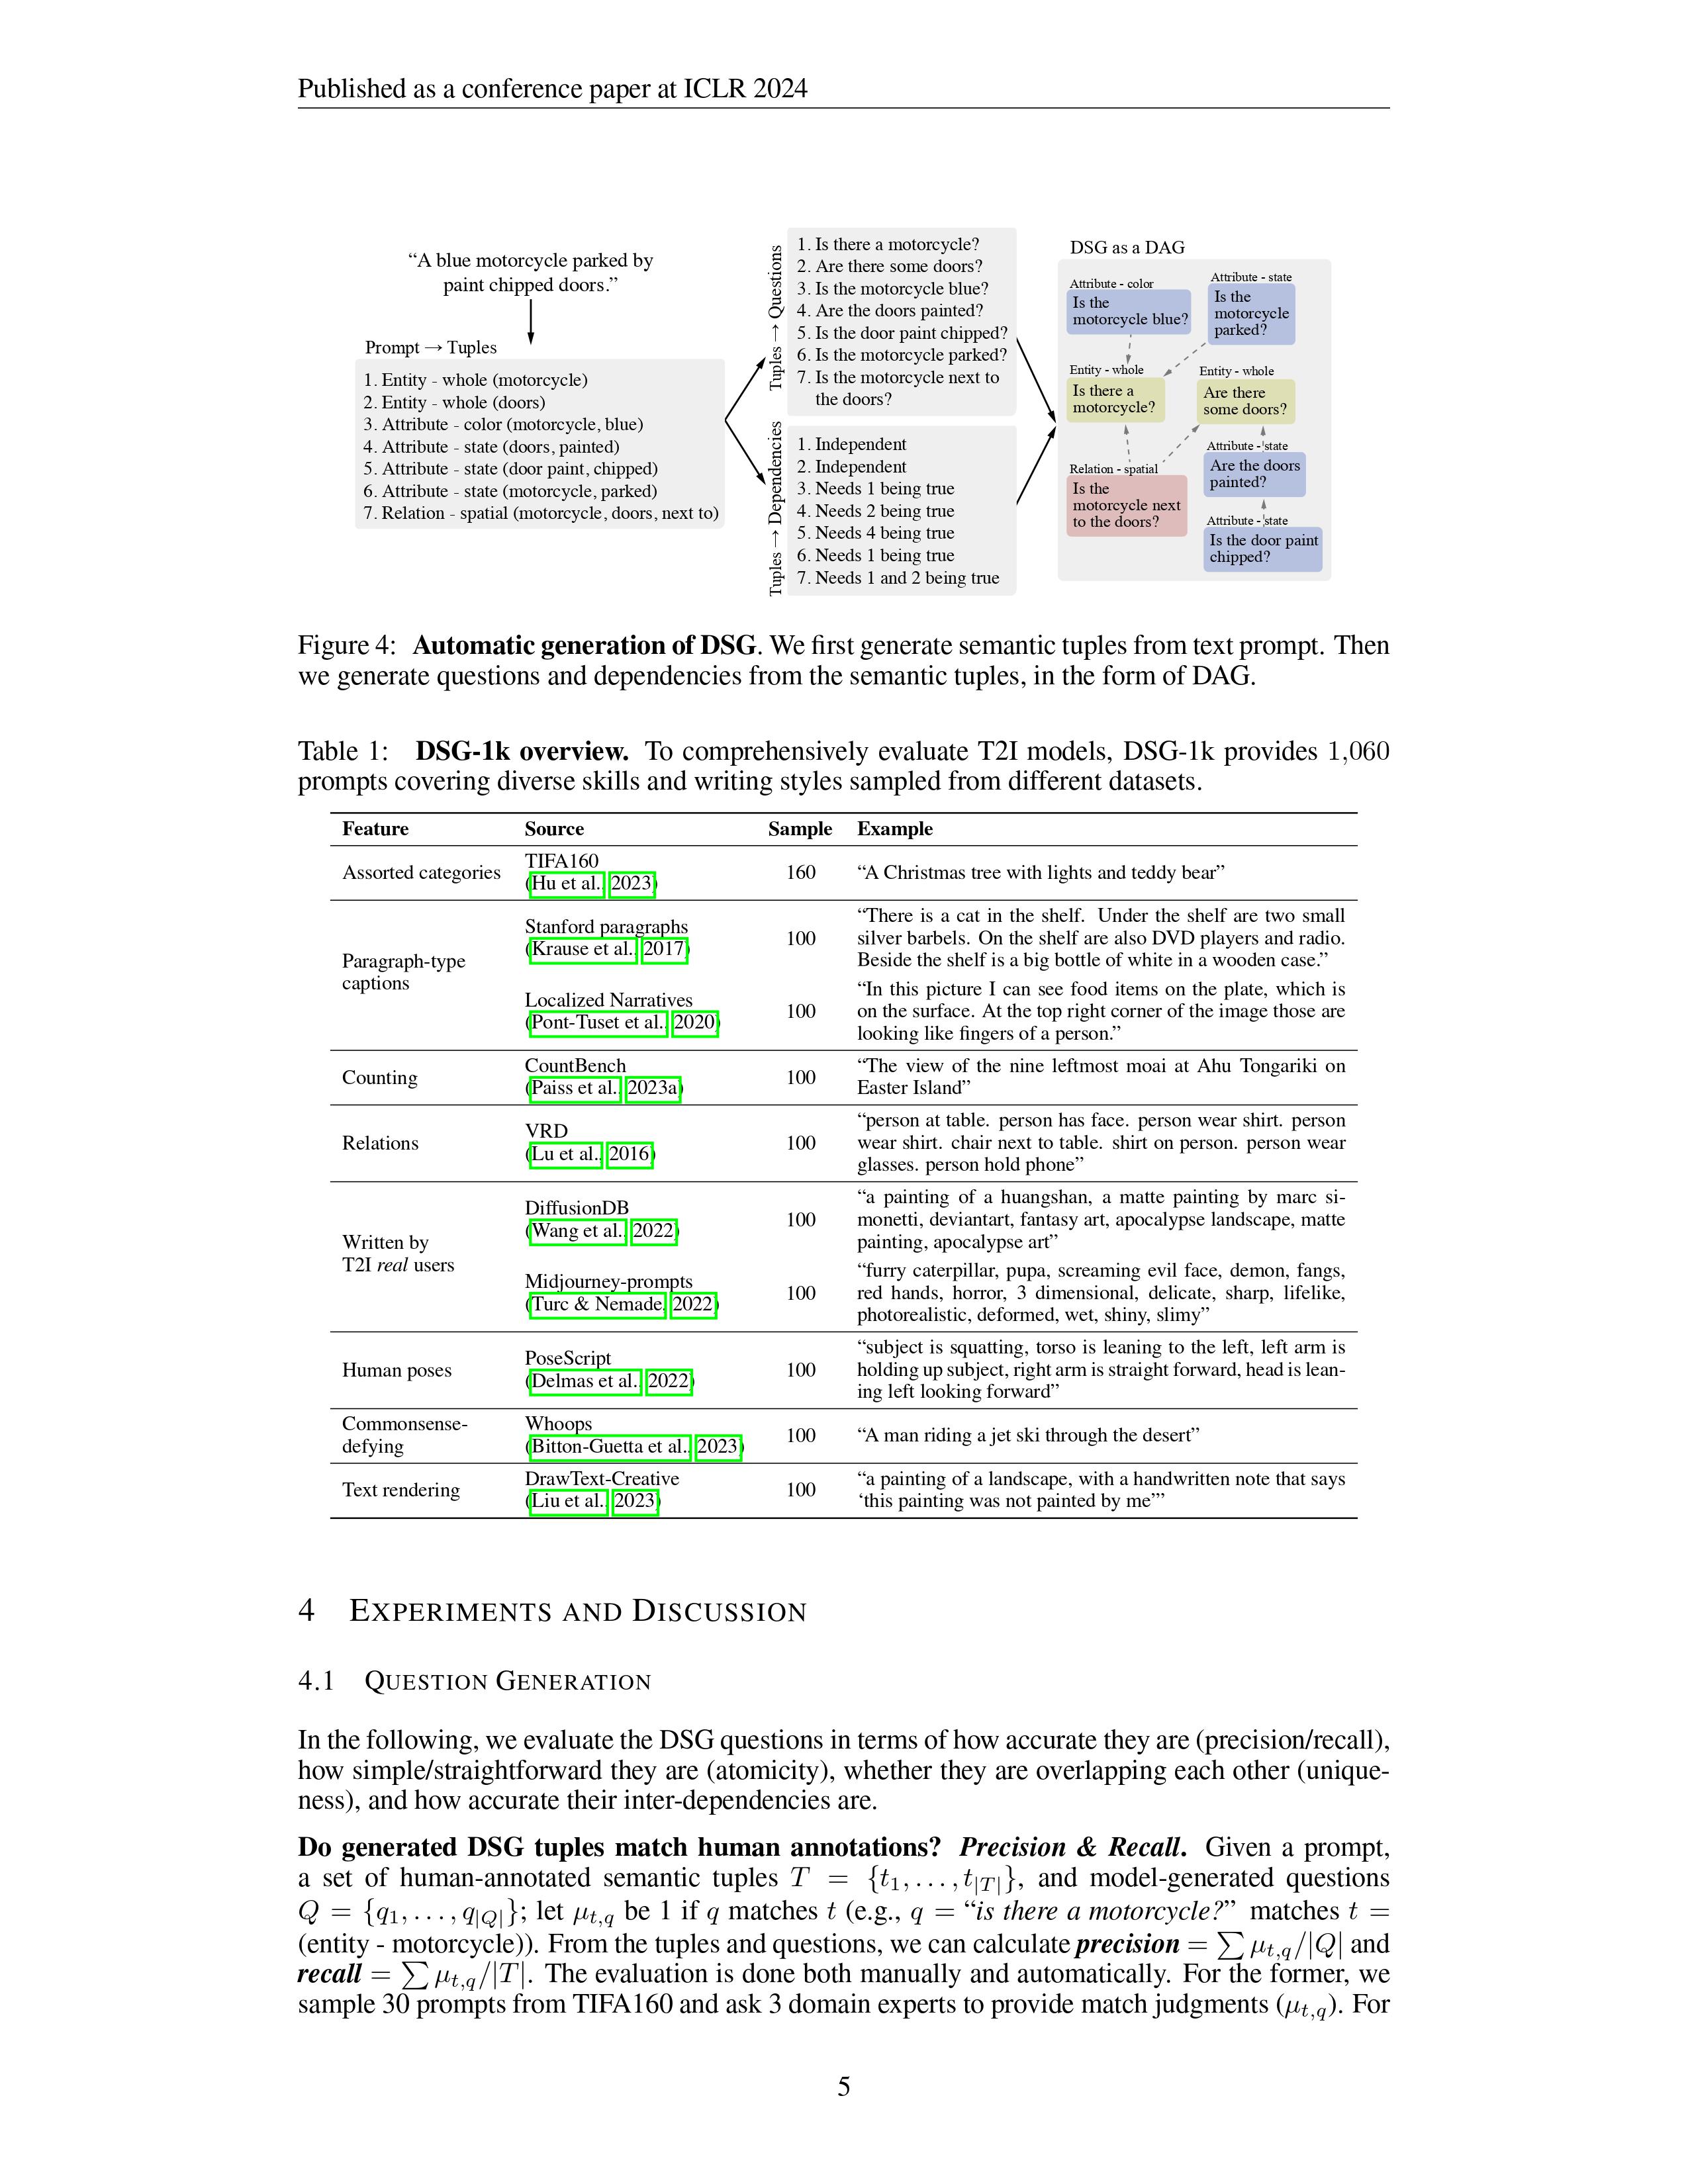 Published as a conference paper at ICLR 2024
“A blue motorcycle parked by
paint chipped doors.”
Prompt → Tuples
1. Entity - whole (motorcycle)
2. Entity - whole (doors)
3. Attribute - color (motorcycle, blue)
4. Attribute - state (doors, painted)
5. Attribute - state (door paint, chipped)
6. Attribute - state (motorcycle, parked)
7. Relation - spatial (motorcycle, doors, next to)
Tuples → Questions
1. Is there a motorcycle?
2. Are there some doors?
3. Is the motorcycle blue?
4. Are the doors painted?
5. Is the door paint chipped?
6. Is the motorcycle parked?
7. Is the motorcycle next to
the doors?
Tuples → Dependencies
1. Independent
2. Independent
3. Needs 1 being true
4. Needs 2 being true
5. Needs 4 being true
6. Needs 1 being true
7. Needs 1 and 2 being true
DSG as a DAG
Attribute - color
Is the
motorcycle blue?
Attribute - state
Is the
motorcycle
parked?
Entity - whole
Is there a
motorcycle?
Entity - whole
Are there
some doors?
Relation - spatial
Is the
motorcycle next
to the doors?
Attribute - state
Are the doors
painted?
Attribute - state
Is the door paint
chipped?
Figure 4: Automatic generation of DSG. We first generate semantic tuples from text prompt. Then
we generate questions and dependencies from the semantic tuples, in the form of DAG.
Table 1: DSG-1k overview. To comprehensively evaluate T2I models, DSG-1k provides 1,060
prompts covering diverse skills and writing styles sampled from different datasets.
Feature Source Sample Example
Assorted categories
TIFA160
(Hu et al., 2023)
160
“A Christmas tree with lights and teddy bear”
Paragraph-type
captions
Stanford paragraphs
(Krause et al., 2017)
100
“There is a cat in the shelf. Under the shelf are two small
silver barbels. On the shelf are also DVD players and radio.
Beside the shelf is a big bottle of white in a wooden case.”
Localized Narratives
(Pont-Tuset et al., 2020)
100
“In this picture I can see food items on the plate, which is
on the surface. At the top right corner of the image those are
looking like fingers of a person.”
Counting
CountBench
(Paiss et al., 2023a)
100
“The view of the nine leftmost moai at Ahu Tongariki on
Easter Island”
Relations
VRD
(Lu et al., 2016)
100
“person at table. person has face. person wear shirt. person
wear shirt. chair next to table. shirt on person. person wear
glasses. person hold phone”
Written by
T2I real users
DiffusionDB
(Wang et al., 2022)
100
“a painting of a huangshan, a matte painting by marc si-
monetti, deviantart, fantasy art, apocalypse landscape, matte
painting, apocalypse art”
Midjourney-prompts
(Turc & Nemade, 2022)
100
“furry caterpillar, pupa, screaming evil face, demon, fangs,
red hands, horror, 3 dimensional, delicate, sharp, lifelike,
photorealistic, deformed, wet, shiny, slimy”
Human poses
PoseScript
(Delmas et al., 2022)
100
“subject is squatting, torso is leaning to the left, left arm is
holding up subject, right arm is straight forward, head is lean-
ing left looking forward”
Commonsense-
defying
Whoops
(Bitton-Guetta et al., 2023)
100
“A man riding a jet ski through the desert”
Text rendering
DrawText-Creative
(Liu et al., 2023)
100
“a painting of a landscape, with a handwritten note that says
‘this painting was not painted by me’”
4 EXPERIMENTS AND DISCUSSION
4.1 QUESTION GENERATION
In the following, we evaluate the DSG questions in terms of how accurate they are (precision/recall),
how simple/straightforward they are (atomicity), whether they are overlapping each other (unique-
ness), and how accurate their inter-dependencies are.
Do generated DSG tuples match human annotations? Precision & Recall. Given a prompt,
a set of human-annotated semantic tuples T = {t₁, . . . , t|T|}, and model-generated questions
Q = {q₁, . . . , q|Q|}; let μt,q be 1 if q matches t (e.g., q = “is there a motorcycle?” matches t =
(entity - motorcycle)). From the tuples and questions, we can calculate precision = ∑ μt,q/|Q| and
recall = ∑ μt,q/|T|. The evaluation is done both manually and automatically. For the former, we
sample 30 prompts from TIFA160 and ask 3 domain experts to provide match judgments (μt,q). For
5